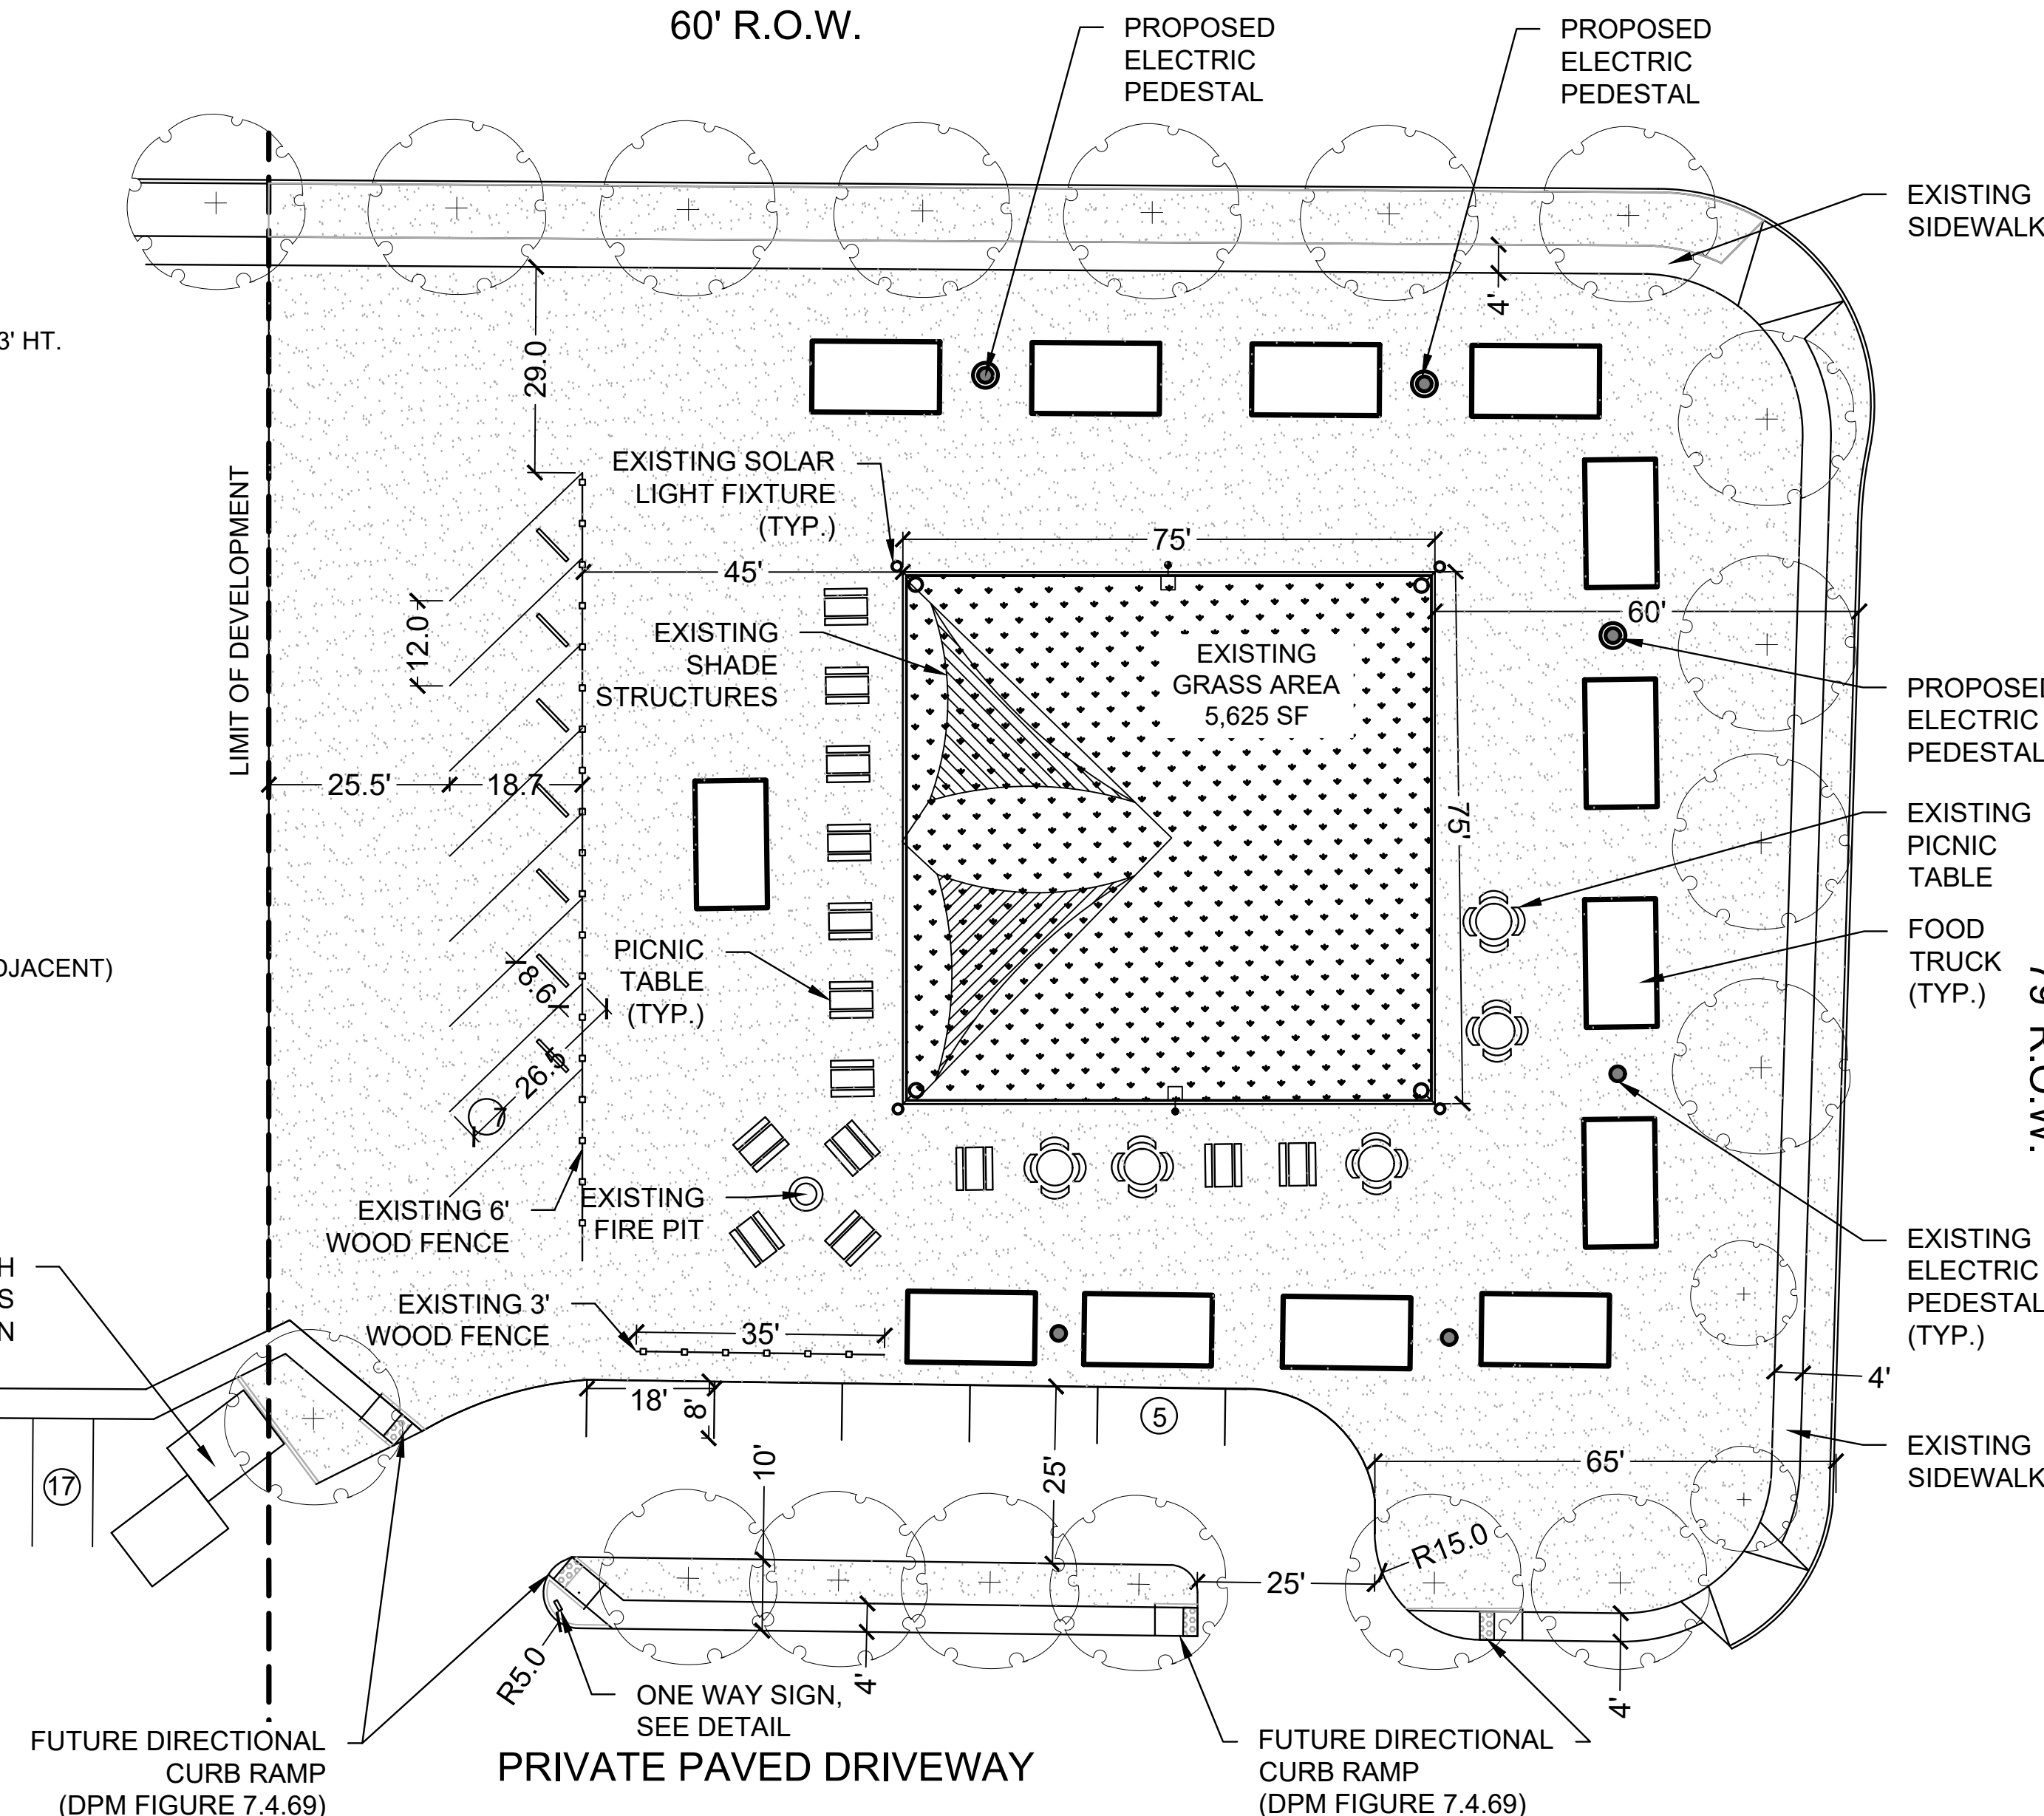 60' R.O.W.
PROPOSED
ELECTRIC
PEDESTAL
PROPOSED
ELECTRIC
PEDESTAL
EXISTING
SIDEWALK
3' HT.
4'
29.0
LIMIT OF DEVELOPMENT
EXISTING SOLAR
LIGHT FIXTURE
(TYP.)
75'
45'
60'
12.0
EXISTING
SHADE
STRUCTURES
EXISTING
GRASS AREA
5,625 SF
PROPOSED
ELECTRIC
PEDESTAL
25.5'
18.7
75'
EXISTING
PICNIC
TABLE
FOOD
TRUCK
(TYP.)
79' R.O.W.
DJACENT)
PICNIC
TABLE
(TYP.)
8.6
26.5
EXISTING 6'
WOOD FENCE
EXISTING
FIRE PIT
EXISTING
ELECTRIC
PEDESTAL
(TYP.)
H
S
N
EXISTING 3'
WOOD FENCE
35'
4'
18'
8'
5
17
10'
25'
65'
EXISTING
SIDEWALK
R15.0
25'
R5.0
4'
4'
ONE WAY SIGN,
SEE DETAIL
FUTURE DIRECTIONAL
CURB RAMP
(DPM FIGURE 7.4.69)
PRIVATE PAVED DRIVEWAY
FUTURE DIRECTIONAL
CURB RAMP
(DPM FIGURE 7.4.69)